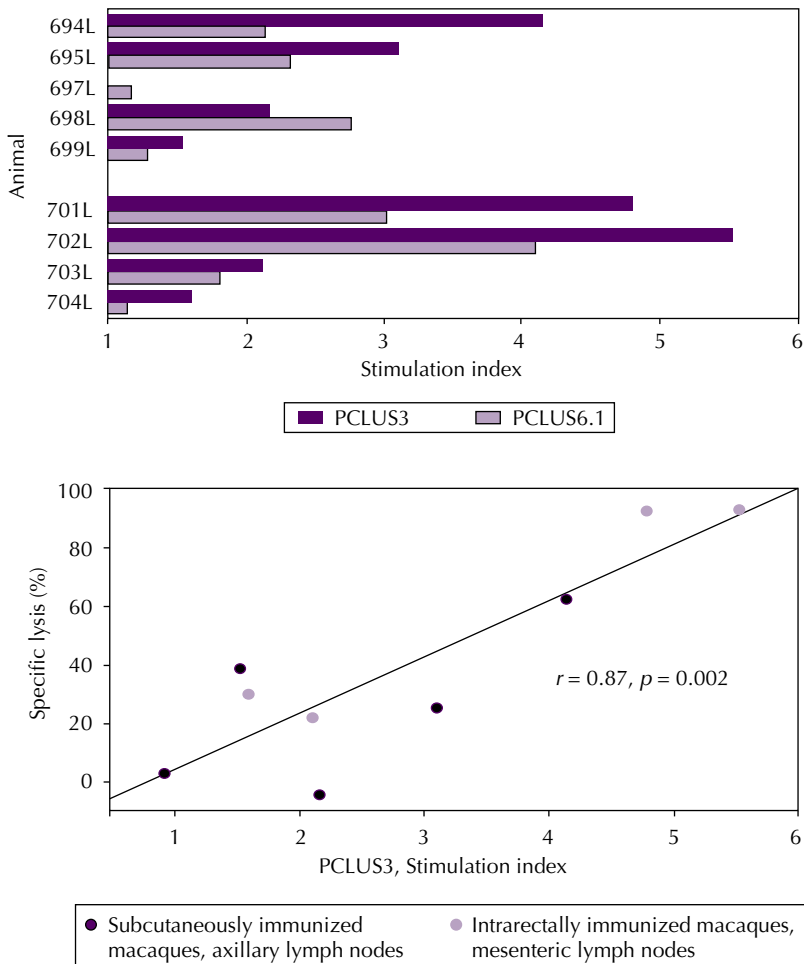 Animal
694L
695L
697L
698L
699L
701L
702L
703L
704L
1 2 3 4 5 6
Stimulation index
PCLUS3 PCLUS6.1
Specific lysis (%)
100
80
60
40
20
0
r = 0.87, p = 0.002
1 2 3 4 5 6
PCLUS3, Stimulation index
Subcutaneously immunized
macaques, axillary lymph nodes
Intrarectally immunized macaques,
mesenteric lymph nodes